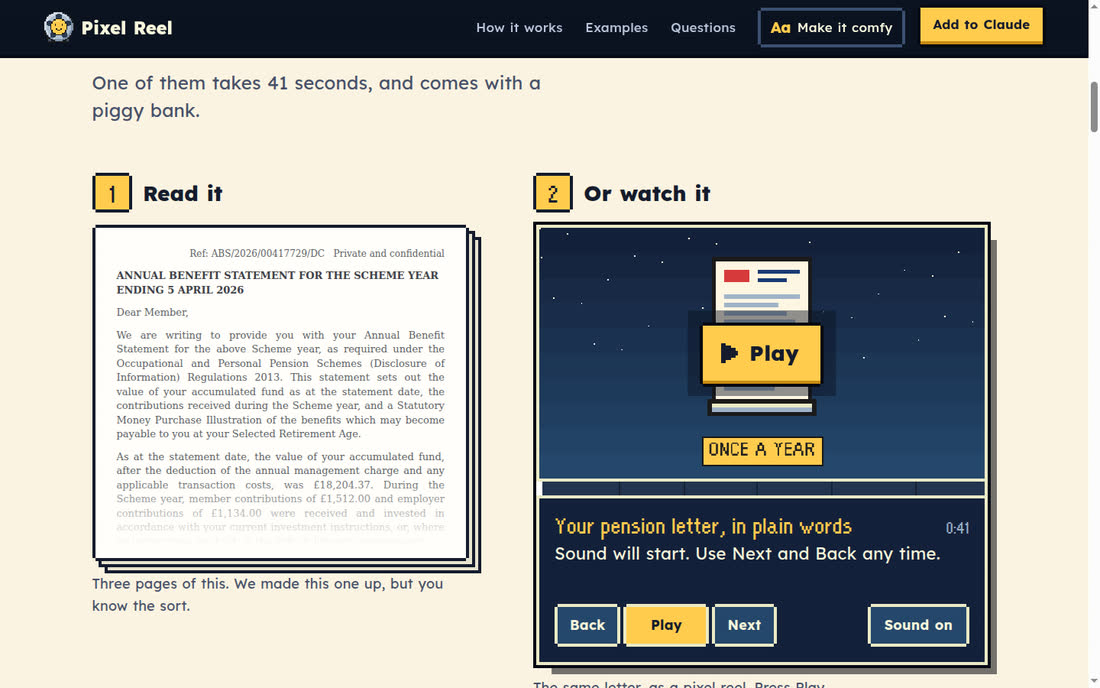 Pixel Reel
How it works
Examples
Questions
Aa Make it comfy
Add to Claude
One of them takes 41 seconds, and comes with a
piggy bank.
1 Read it
Ref: ABS/2026/00417729/DC Private and confidential
ANNUAL BENEFIT STATEMENT FOR THE SCHEME YEAR
ENDING 5 APRIL 2026
Dear Member,
We are writing to provide you with your Annual Benefit
Statement for the above Scheme year, as required under the
Occupational and Personal Pension Schemes (Disclosure of
Information) Regulations 2013. This statement sets out the
value of your accumulated fund as at the statement date, the
contributions received during the Scheme year, and a Statutory
Money Purchase Illustration of the benefits which may become
payable to you at your Selected Retirement Age.
As at the statement date, the value of your accumulated fund,
after the deduction of the annual management charge and any
applicable transaction costs, was £18,204.37. During the
Scheme year, member contributions of £1,512.00 and employer
contributions of £1,134.00 were received and invested in
accordance with your current investment instructions, or, where
Three pages of this. We made this one up, but you
know the sort.
2 Or watch it
Play
ONCE A YEAR
Your pension letter, in plain words
0:41
Sound will start. Use Next and Back any time.
Back
Play
Next
Sound on
The same letter, as a pixel reel. Press Play.